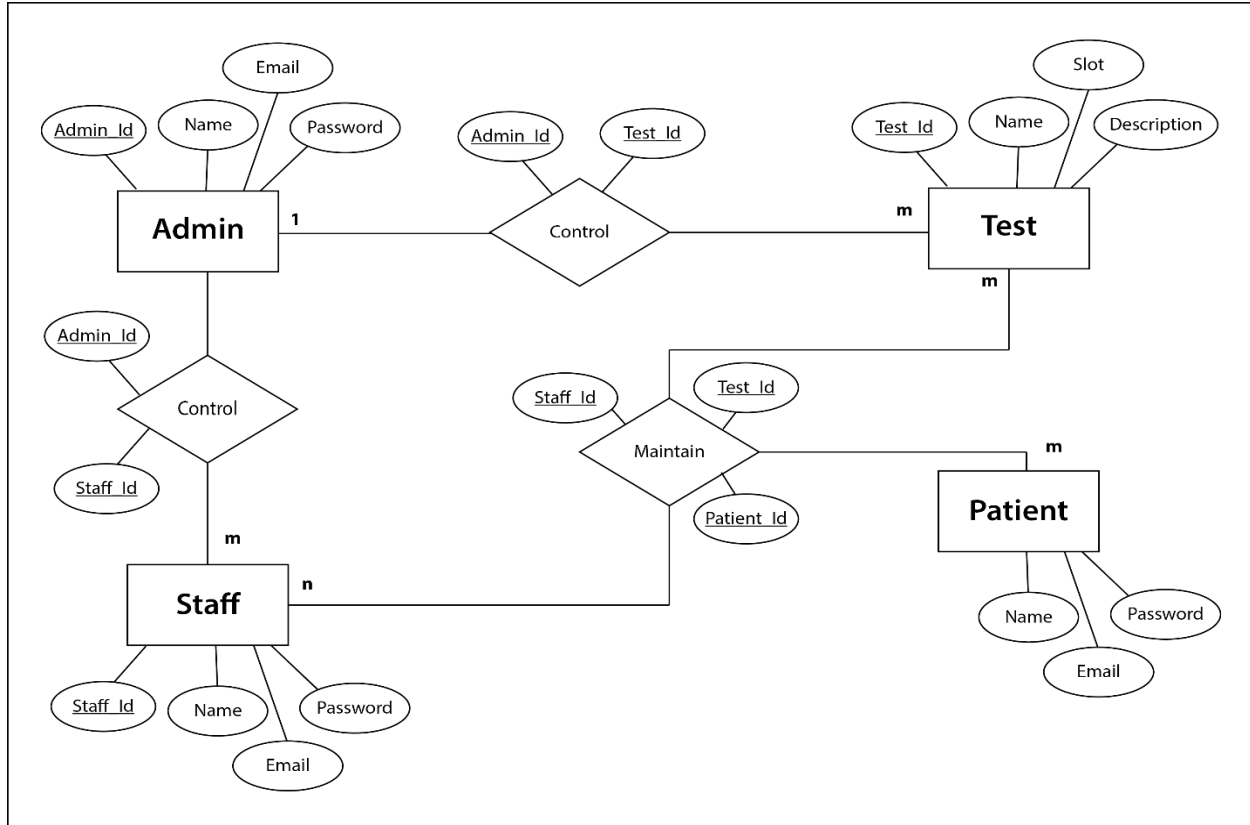 Email
Slot
Admin_Id
Name
Password
Admin_Id
Test_Id
Test_Id
Name
Description
Admin
1
Control
m
Test
m
Admin_Id
Control
Staff_Id
Staff_Id
Test_Id
Maintain
Patient_Id
m
Patient
m
n
Staff
Name
Password
Email
Staff_Id
Name
Password
Email